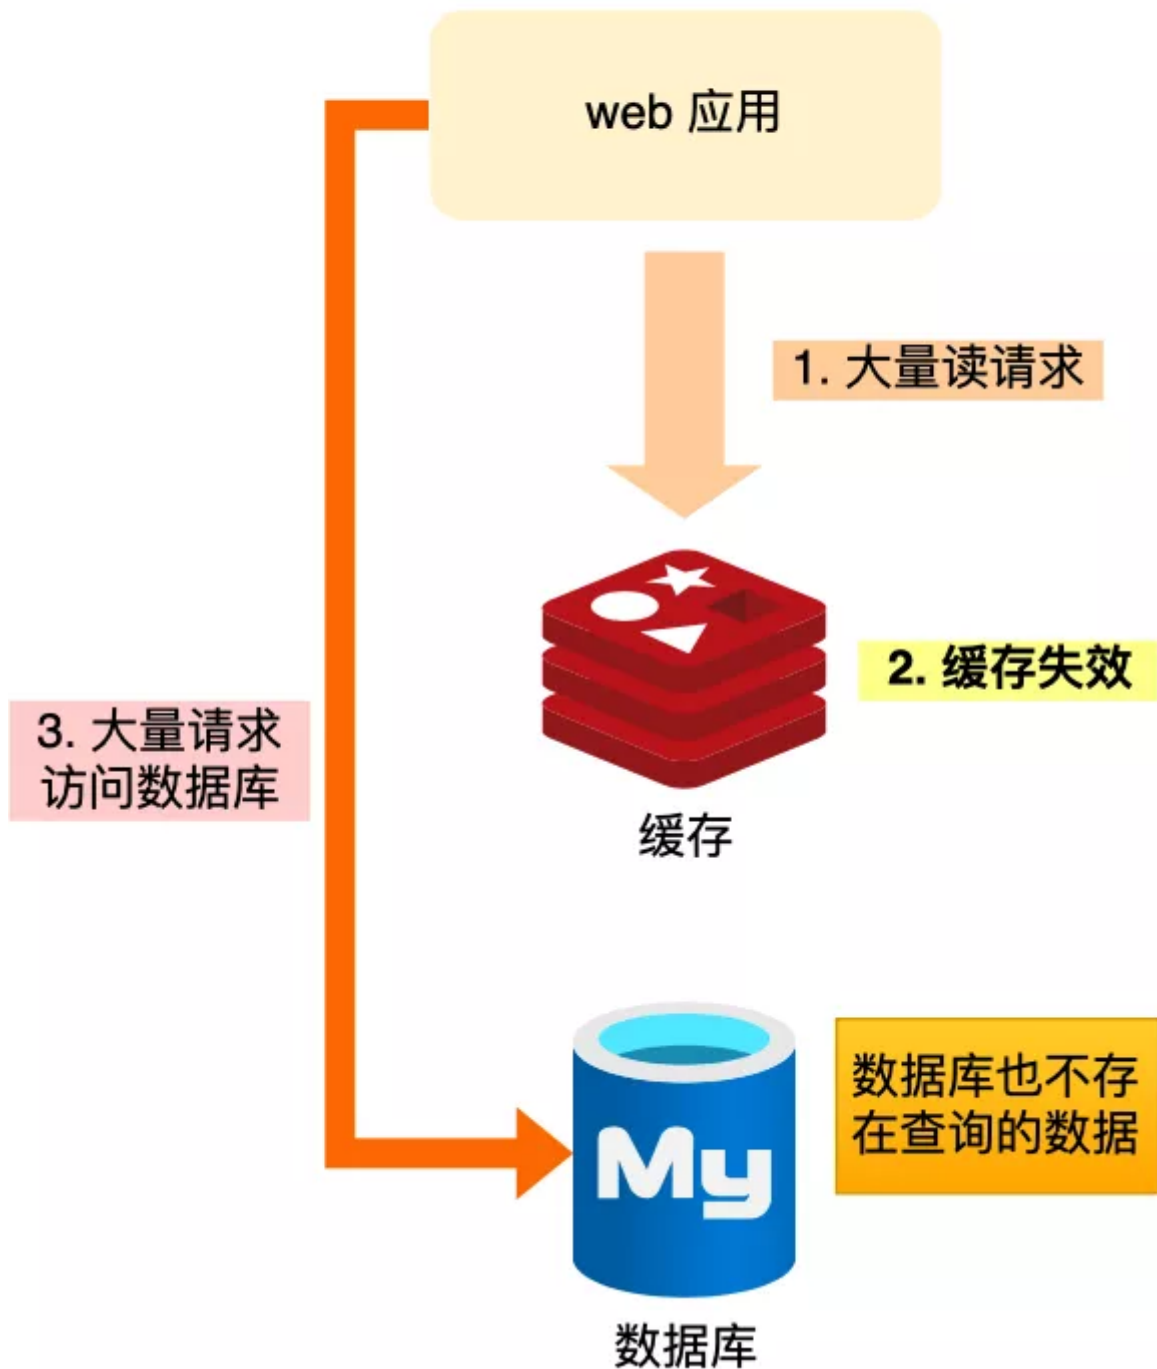 web 应用
1. 大量读请求
2. 缓存失效
3. 大量请求
访问数据库
缓存
数据库也不存
在查询的数据
My
数据库